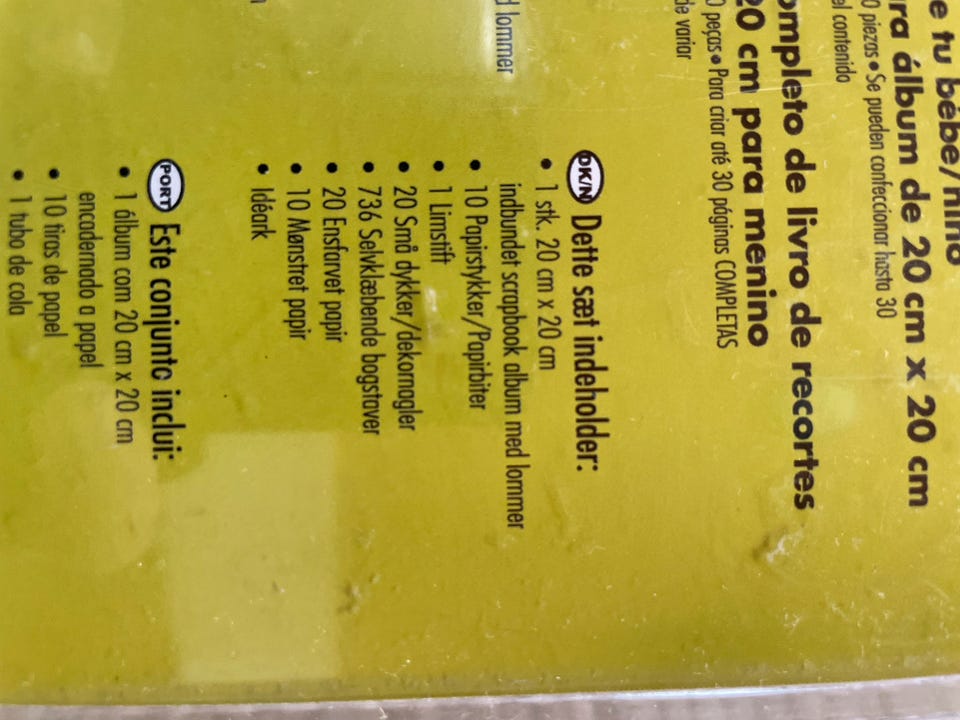 e tu bebe/niño
ra álbum de 20 cm x 20 cm
0 piezas • Se pueden confeccionar hasta 30
el contenido
ompleto de livro de recortes
20 cm para menino
0 peças • Para criar até 30 páginas COMPLETAS
de variar
d lommer
DK/N Dette sæt indeholder:
• 1 stk. 20 cm x 20 cm
indbundet scrapbook album med lommer
• 10 Papirstykker/Papirbiter
• 1 Limstift
• 20 Små dykker/dekornagler
• 736 Selvklæbende bogstaver
• 20 Ensfarvet papir
• 10 Mønstret papir
• Idéark
PORT Este conjunto inclui:
• 1 álbum com 20 cm x 20 cm
encadernado a papel
• 10 tiras de papel
• 1 tubo de cola